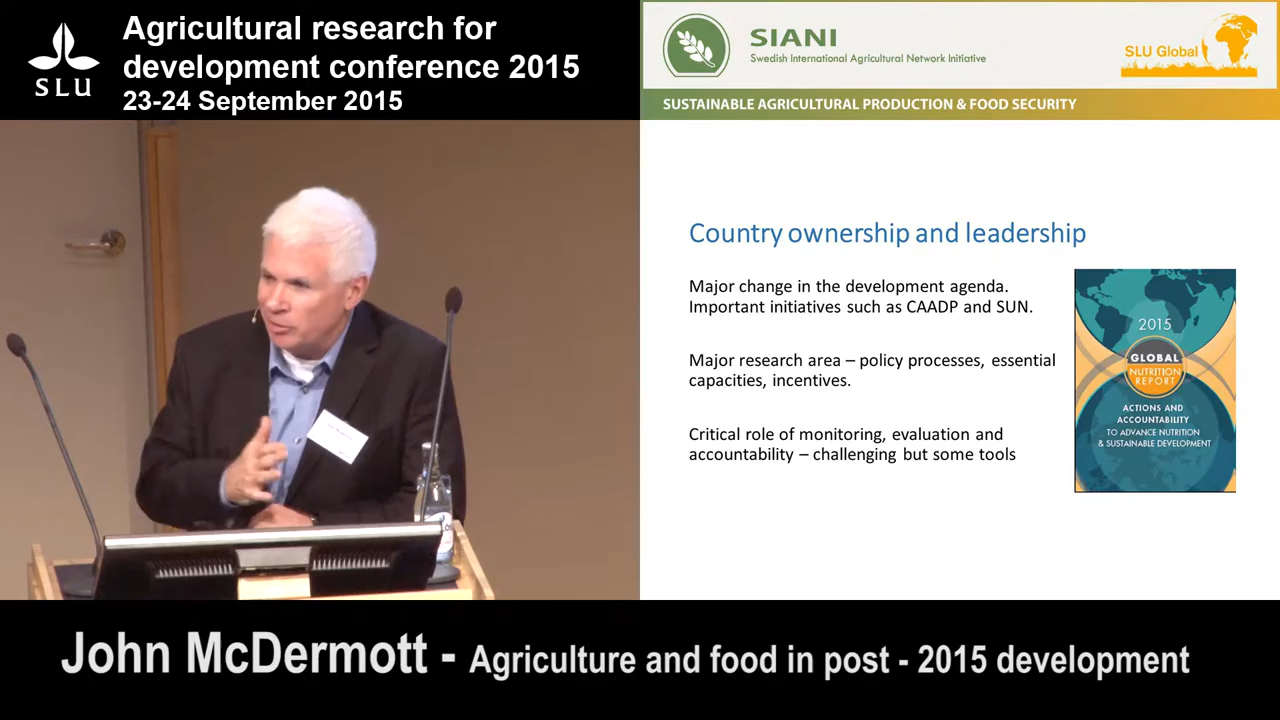 SLU
Agricultural research for
development conference 2015
23-24 September 2015
SIANI
Swedish International Agricultural Network Initiative
SLU Global
SUSTAINABLE AGRICULTURAL PRODUCTION & FOOD SECURITY
Country ownership and leadership
Major change in the development agenda.
Important initiatives such as CAADP and SUN.
Major research area – policy processes, essential
capacities, incentives.
Critical role of monitoring, evaluation and
accountability – challenging but some tools
2015
GLOBAL
NUTRITION
REPORT
ACTIONS AND
ACCOUNTABILITY
TO ADVANCE NUTRITION
& SUSTAINABLE DEVELOPMENT
John McDermott - Agriculture and food in post - 2015 development